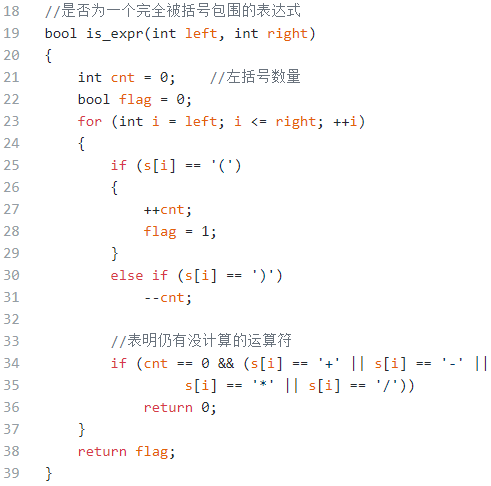 18 //是否为一个完全被括号包围的表达式
19 bool is_expr(int left, int right)
20 {
21     int cnt = 0;    //左括号数量
22     bool flag = 0;
23     for (int i = left; i <= right; ++i)
24     {
25         if (s[i] == '(')
26         {
27             ++cnt;
28             flag = 1;
29         }
30         else if (s[i] == ')')
31             --cnt;
32
33         //表明仍有没计算的运算符
34         if (cnt == 0 && (s[i] == '+' || s[i] == '-' ||
35                  s[i] == '*' || s[i] == '/'))
36             return 0;
37     }
38     return flag;
39 }